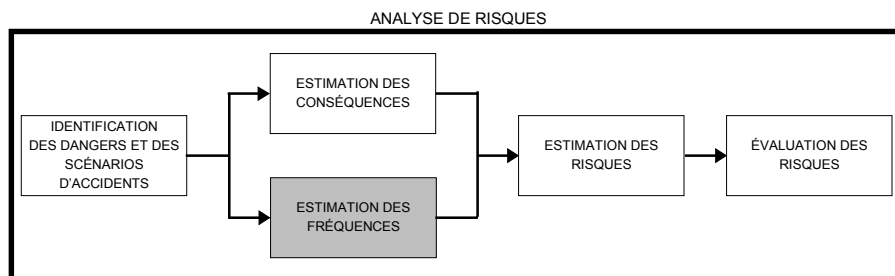 ANALYSE DE RISQUES
IDENTIFICATION
DES DANGERS ET DES
SCÉNARIOS
D'ACCIDENTS
ESTIMATION DES
CONSÉQUENCES
ESTIMATION DES
FRÉQUENCES
ESTIMATION DES
RISQUES
ÉVALUATION DES
RISQUES